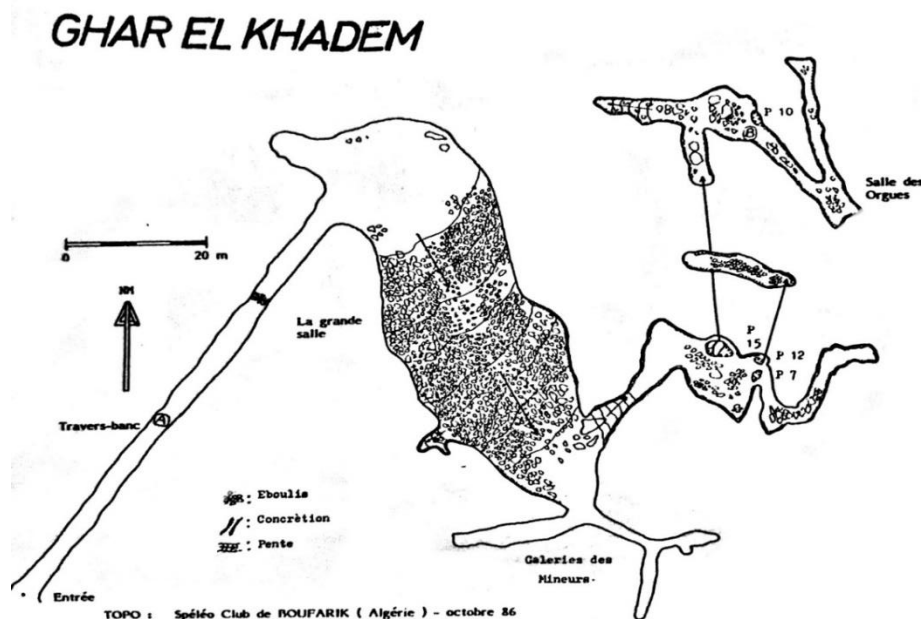 GHAR EL KHADEM
P 10
Salle des
Orgues
0 20 m
NM
La grande
salle
P
15
P 12
P 7
Travers-banc
A
: Eboulis
: Concrètion
: Pente
Galeries des
Mineurs-
Entrée
TOPO : Spéléo Club de BOUFARIK ( Algérie ) - octobre 86